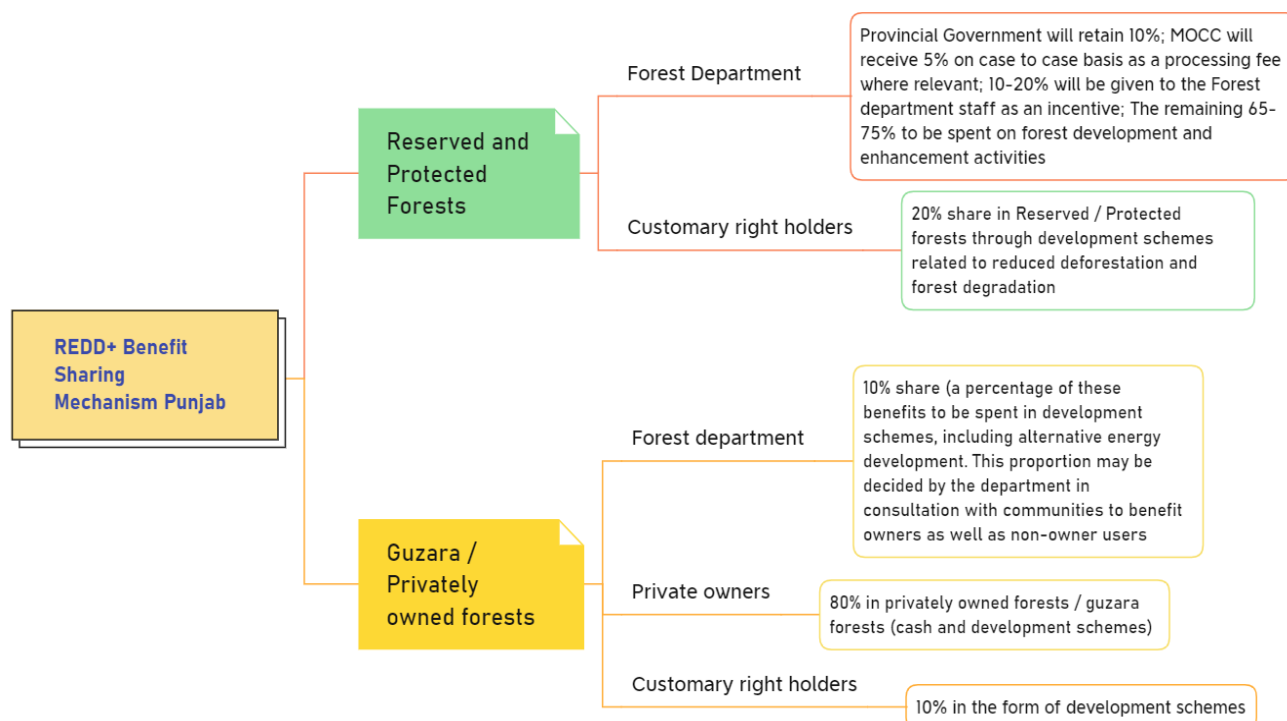 REDD+ Benefit
Sharing
Mechanism Punjab
Reserved and
Protected
Forests
Forest Department
Provincial Government will retain 10%; MOCC will
receive 5% on case to case basis as a processing fee
where relevant; 10-20% will be given to the Forest
department staff as an incentive; The remaining 65-
75% to be spent on forest development and
enhancement activities
Customary right holders
20% share in Reserved / Protected
forests through development schemes
related to reduced deforestation and
forest degradation
Guzara /
Privately
owned forests
Forest department
10% share (a percentage of these
benefits to be spent in development
schemes, including alternative energy
development. This proportion may be
decided by the department in
consultation with communities to benefit
owners as well as non-owner users
Private owners
80% in privately owned forests / guzara
forests (cash and development schemes)
Customary right holders
10% in the form of development schemes